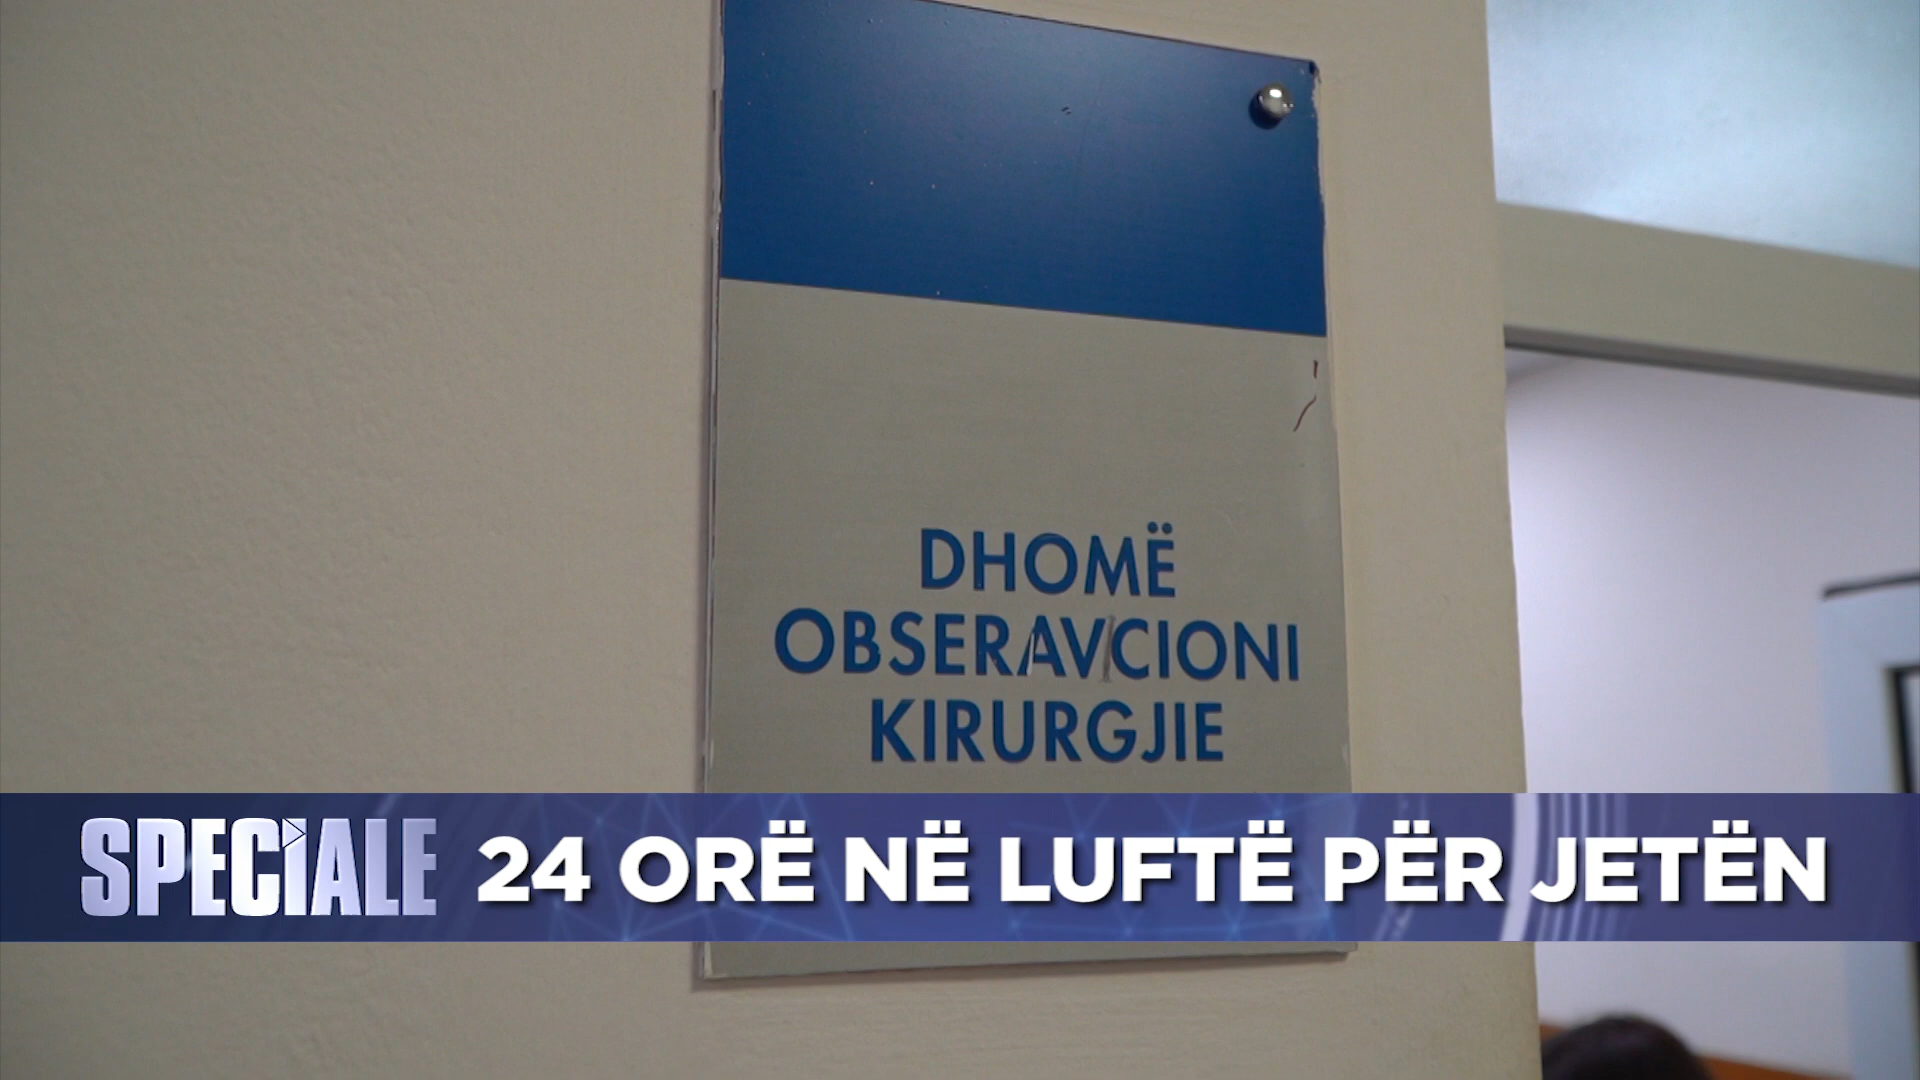 DHOMË
OBSERAVCIONI
KIRURGJIE
SPECIALE 24 ORË NË LUFTË PËR JETËN